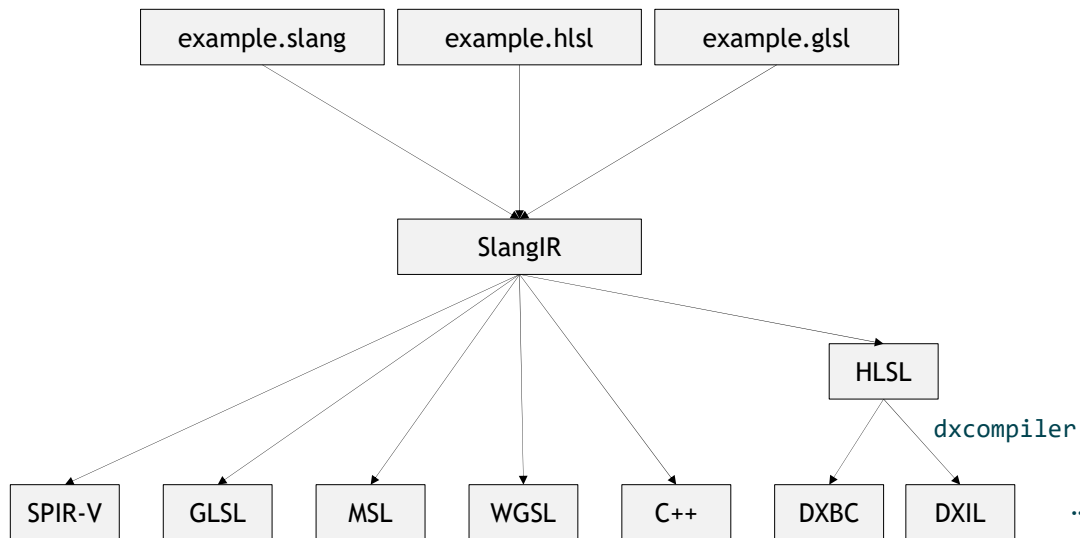 example.slang
example.hlsl
example.glsl
SlangIR
HLSL
dxcompiler
SPIR-V
GLSL
MSL
WGSL
C++
DXBC
DXIL
..